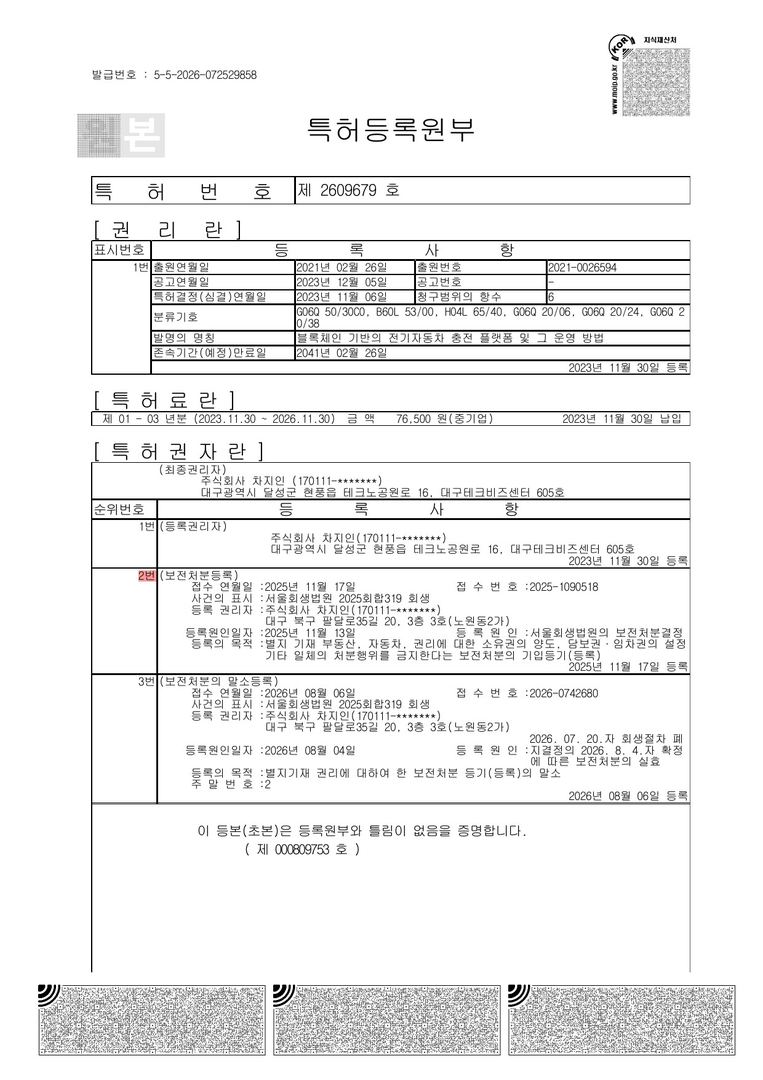 지식재산처
KOR
www.moip.go.kr
발급번호 : 5-5-2026-072529858
원본
특허등록원부
특 허 번 호 제 2609679 호
[ 권 리 란 ]
표시번호 등 록 사 항
1번 출원연월일 2021년 02월 26일 출원번호 2021-0026594
공고연월일 2023년 12월 05일 공고번호 -
특허결정(심결)연월일 2023년 11월 06일 청구범위의 항수 6
분류기호 G06Q 50/30C0, B60L 53/00, H04L 65/40, G06Q 20/06, G06Q 20/24, G06Q 2
0/38
발명의 명칭 블록체인 기반의 전기자동차 충전 플랫폼 및 그 운영 방법
존속기간(예정)만료일 2041년 02월 26일
2023년 11월 30일 등록
[ 특 허 료 란 ]
제 01 - 03 년분 (2023.11.30 ~ 2026.11.30) 금 액 76,500 원(중기업) 2023년 11월 30일 납입
[ 특 허 권 자 란 ]
(최종권리자)
주식회사 차지인 (170111-*******)
대구광역시 달성군 현풍읍 테크노공원로 16, 대구테크비즈센터 605호
순위번호 등 록 사 항
1번 (등록권리자)
주식회사 차지인(170111-*******)
대구광역시 달성군 현풍읍 테크노공원로 16, 대구테크비즈센터 605호
2023년 11월 30일 등록
2번 (보전처분등록)
접수 연월일 :2025년 11월 17일 접 수 번 호 :2025-1090518
사건의 표시 :서울회생법원 2025회합319 회생
등록 권리자 :주식회사 차지인(170111-*******)
대구 북구 팔달로35길 20, 3층 3호(노원동2가)
등록원인일자 :2025년 11월 13일 등 록 원 인 :서울회생법원의 보전처분결정
등록의 목적 :별지 기재 부동산, 자동차, 권리에 대한 소유권의 양도, 담보권·임차권의 설정
기타 일체의 처분행위를 금지한다는 보전처분의 기입등기(등록)
2025년 11월 17일 등록
3번 (보전처분의 말소등록)
접수 연월일 :2026년 08월 06일 접 수 번 호 :2026-0742680
사건의 표시 :서울회생법원 2025회합319 회생
등록 권리자 :주식회사 차지인(170111-*******)
대구 북구 팔달로35길 20, 3층 3호(노원동2가)
2026. 07. 20.자 회생절차 폐
등록원인일자 :2026년 08월 04일 등 록 원 인 :지결정의 2026. 8. 4.자 확정
에 따른 보전처분의 실효
등록의 목적 :별지기재 권리에 대하여 한 보전처분 등기(등록)의 말소
주 말 번 호 :2
2026년 08월 06일 등록
이 등본(초본)은 등록원부와 틀림이 없음을 증명합니다.
( 제 000809753 호 )